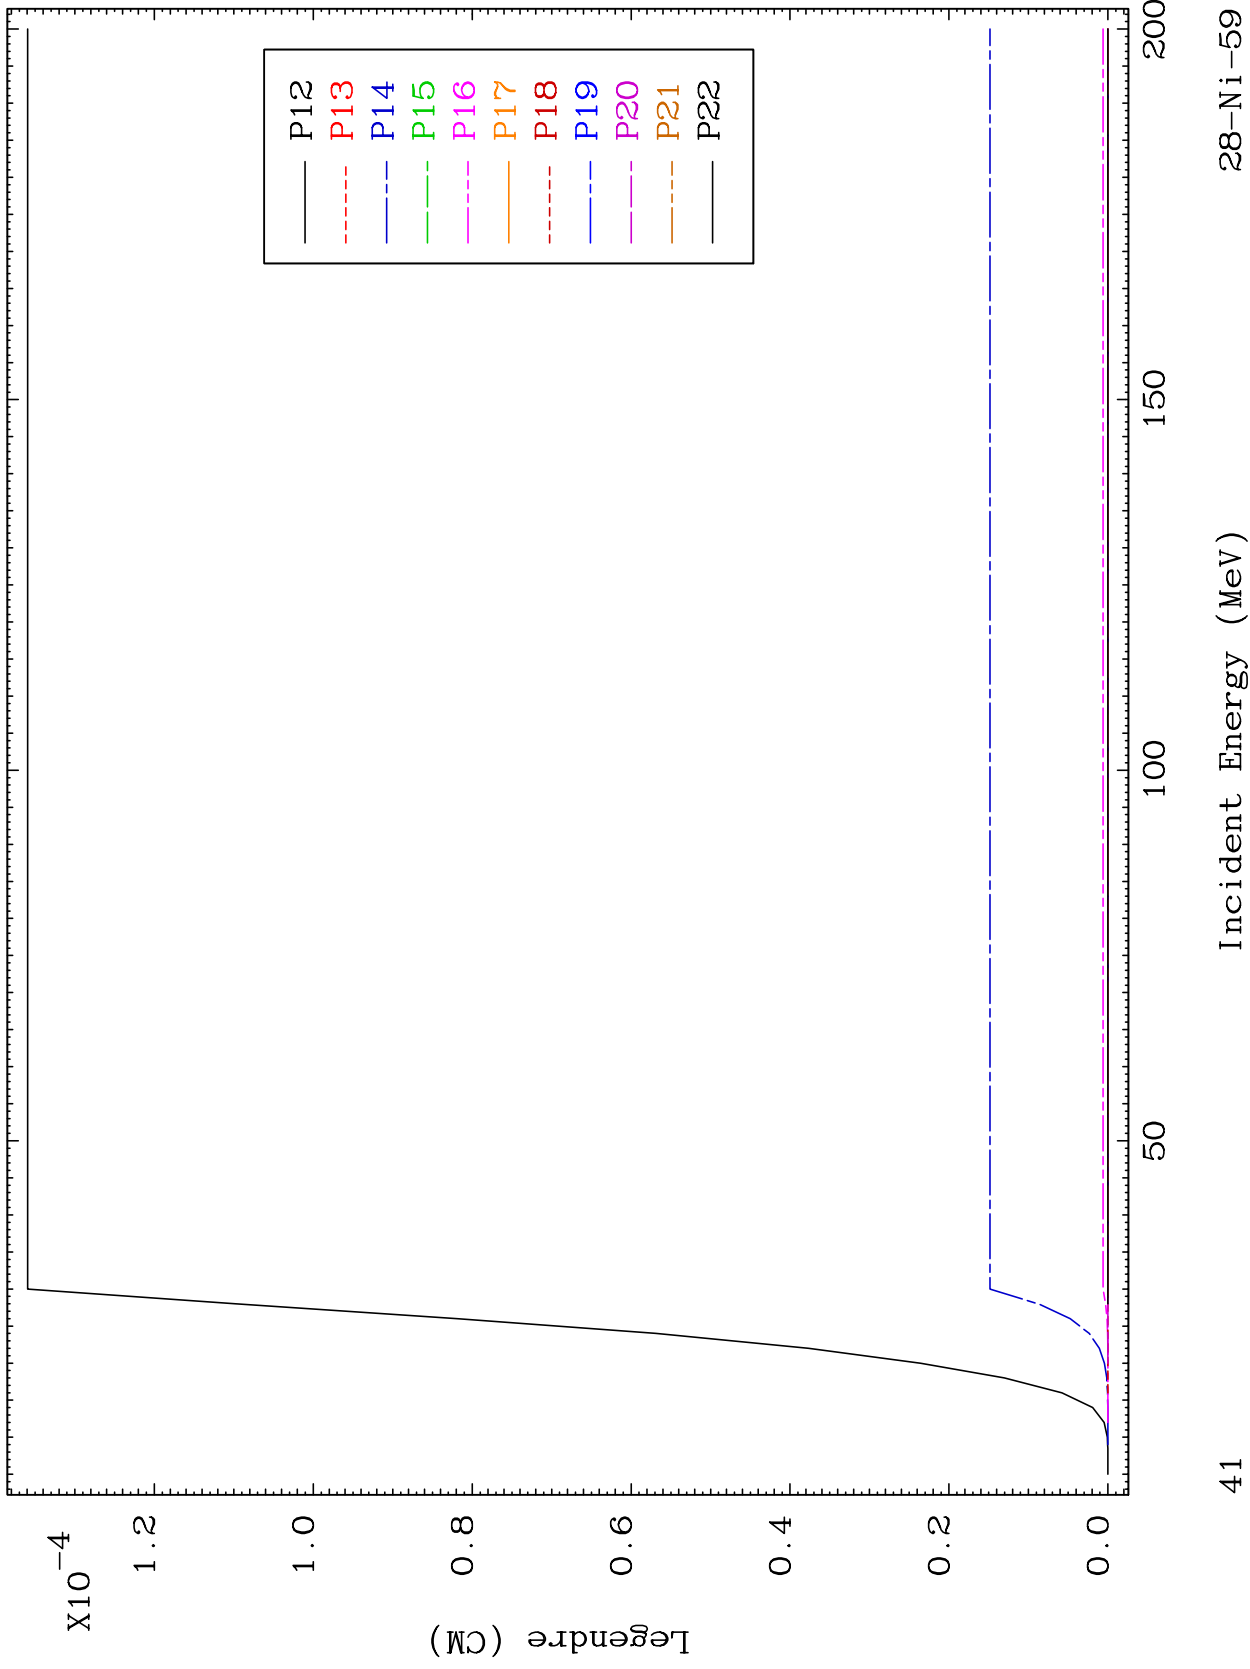 X10⁻⁴
1.2
1.0
0.8
0.6
0.4
0.2
0.0
Legendre (CM)
P12
P13
P14
P15
P16
P17
P18
P19
P20
P21
P22
50
100
150
200
Incident Energy (MeV)
41
28-Ni-59